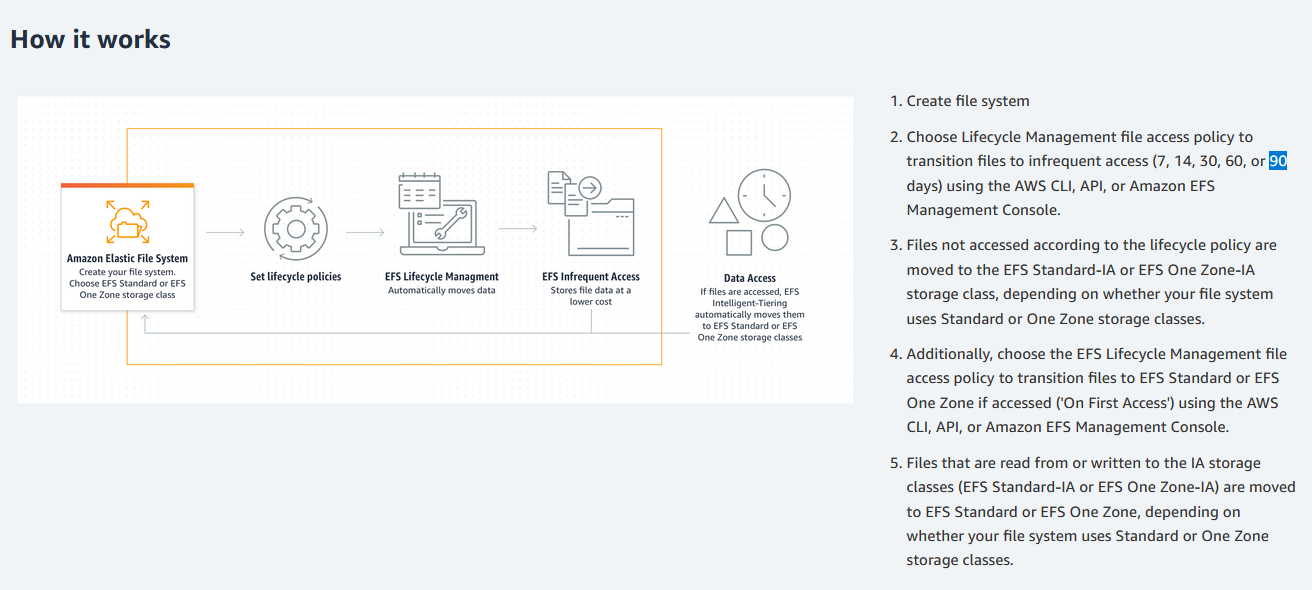 How it works
Amazon Elastic File System
Create your file system.
Choose EFS Standard or EFS
One Zone storage class
Set lifecycle policies
EFS Lifecycle Managment
Automatically moves data
EFS Infrequent Access
Stores file data at a
lower cost
Data Access
If files are accessed, EFS
Intelligent-Tiering
automatically moves them
to EFS Standard or EFS
One Zone storage classes
1. Create file system
2. Choose Lifecycle Management file access policy to
transition files to infrequent access (7, 14, 30, 60, or 90
days) using the AWS CLI, API, or Amazon EFS
Management Console.
3. Files not accessed according to the lifecycle policy are
moved to the EFS Standard-IA or EFS One Zone-IA
storage class, depending on whether your file system
uses Standard or One Zone storage classes.
4. Additionally, choose the EFS Lifecycle Management file
access policy to transition files to EFS Standard or EFS
One Zone if accessed ('On First Access') using the AWS
CLI, API, or Amazon EFS Management Console.
5. Files that are read from or written to the IA storage
classes (EFS Standard-IA or EFS One Zone-IA) are moved
to EFS Standard or EFS One Zone, depending on
whether your file system uses Standard or One Zone
storage classes.